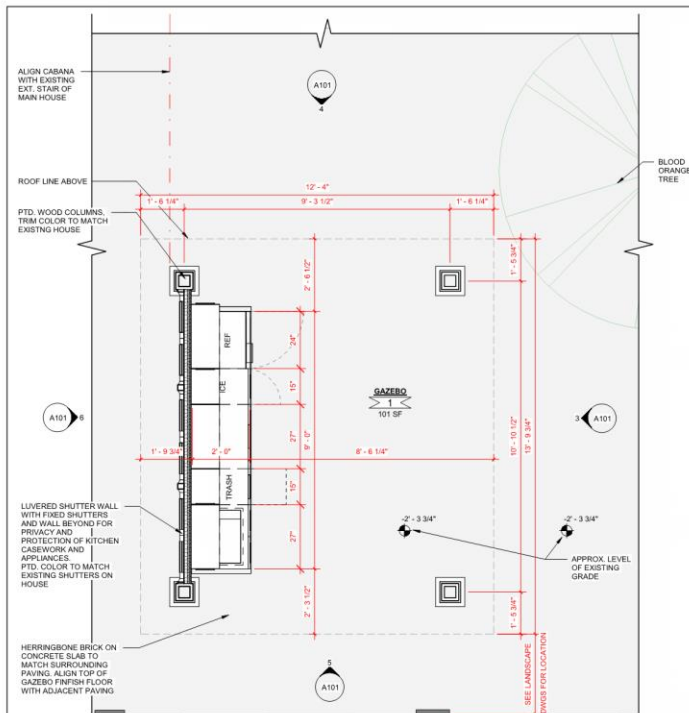 ALIGN CABANA
WITH EXISTING
EXT. STAIR OF
MAIN HOUSE
A101
4
BLOOD
ORANGE
TREE
ROOF LINE ABOVE
12' - 4"
1' - 6 1/4"
9' - 3 1/2"
1' - 6 1/4"
PTD. WOOD COLUMNS,
TRIM COLOR TO MATCH
EXISTNG HOUSE
2' - 6 1/2"
1' - 5 3/4"
24"
REF
ICE
15"
GAZEBO
1
101 SF
A101
6
3
A101
27"
9' - 0"
10' - 10 1/2"
13' - 9 3/4"
1' - 9 3/4"
2' - 0"
8' - 6 1/4"
TRASH
15"
27"
LUVERED SHUTTER WALL
WITH FIXED SHUTTERS
AND WALL BEYOND FOR
PRIVACY AND
PROTECTION OF KITCHEN
CASEWORK AND
APPLIANCES.
PTD. COLOR TO MATCH
EXISTING SHUTTERS ON
HOUSE
-2' - 3 3/4"
-2' - 3 3/4"
APPROX. LEVEL
OF EXISTING
GRADE
2' - 3 1/2"
1' - 5 3/4"
HERRINGBONE BRICK ON
CONCRETE SLAB TO
MATCH SURROUNDING
PAVING. ALIGN TOP OF
GAZEBO FINFISH FLOOR
WITH ADJACENT PAVING
5
A101
SEE LANDSCAPE
DWGS FOR LOCATION